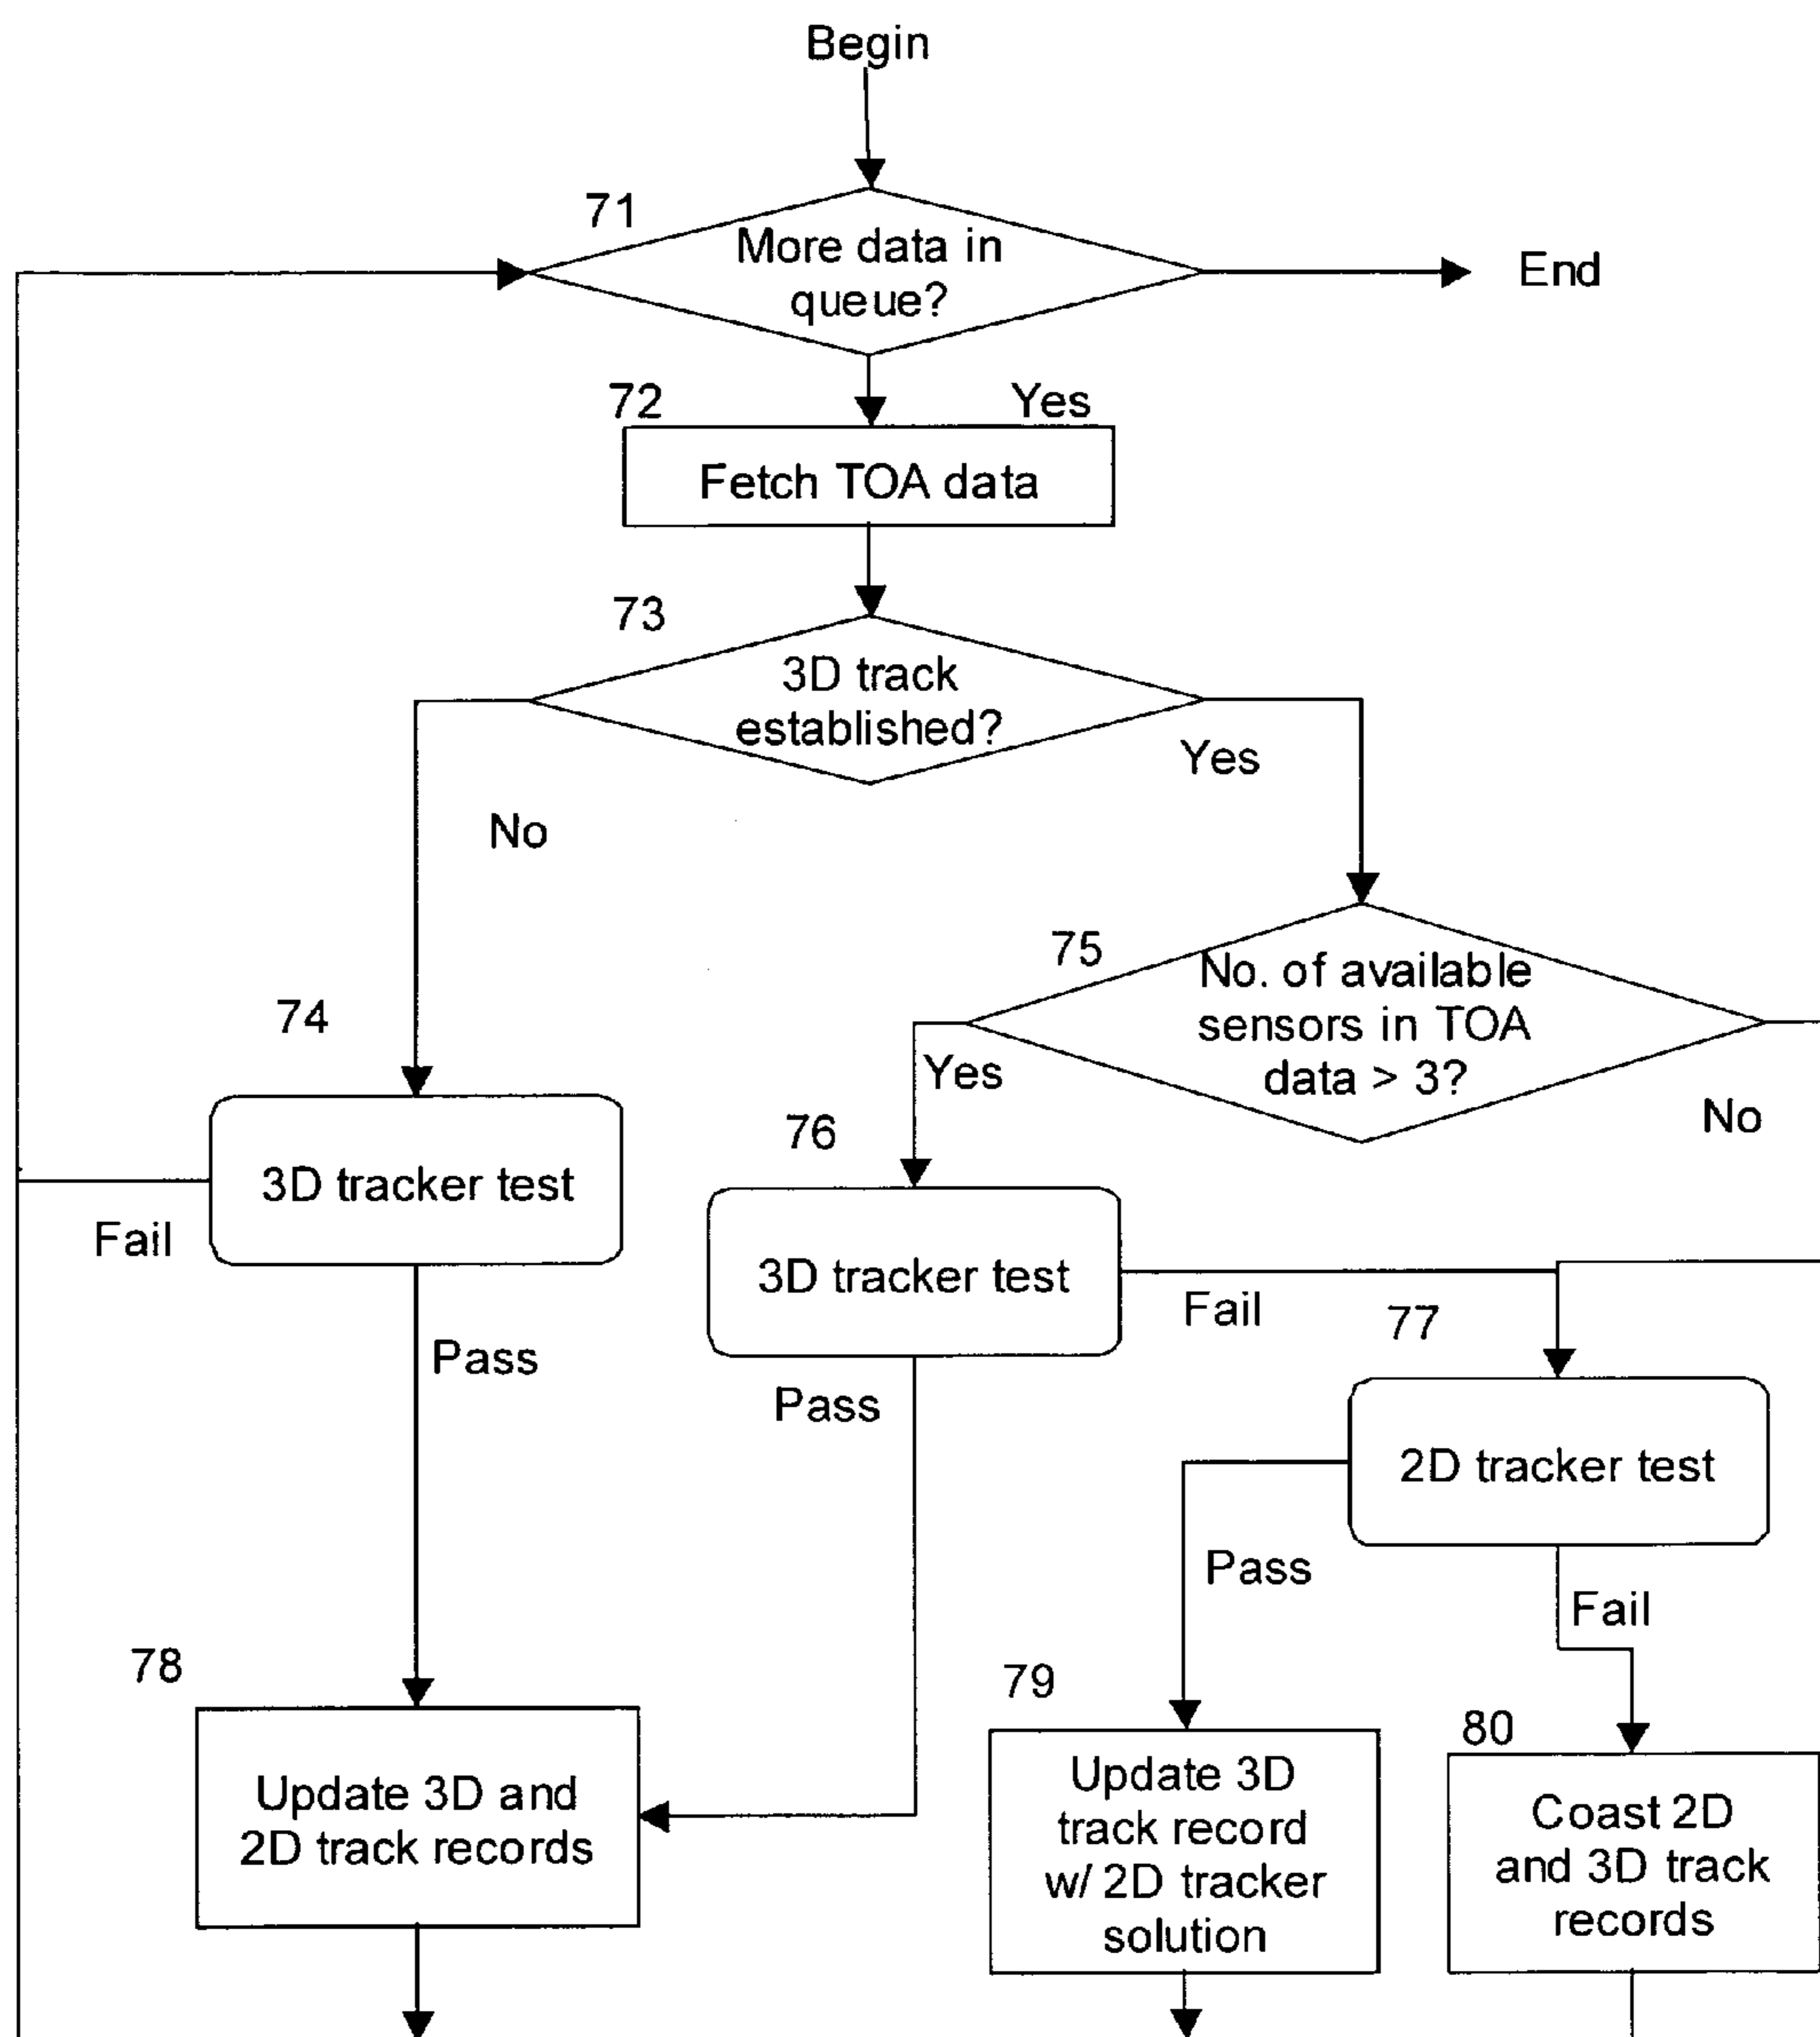 Begin
71
More data in
queue?
End
72
Yes
Fetch TOA data
73
3D track
established?
Yes
No
75
No. of available
sensors in TOA
data > 3?
74
Yes
No
76
3D tracker test
Fail
3D tracker test
Fail
77
Pass
Pass
2D tracker test
Pass
Fail
78
79
80
Update 3D and
2D track records
Update 3D
track record
w/ 2D tracker
solution
Coast 2D
and 3D track
records